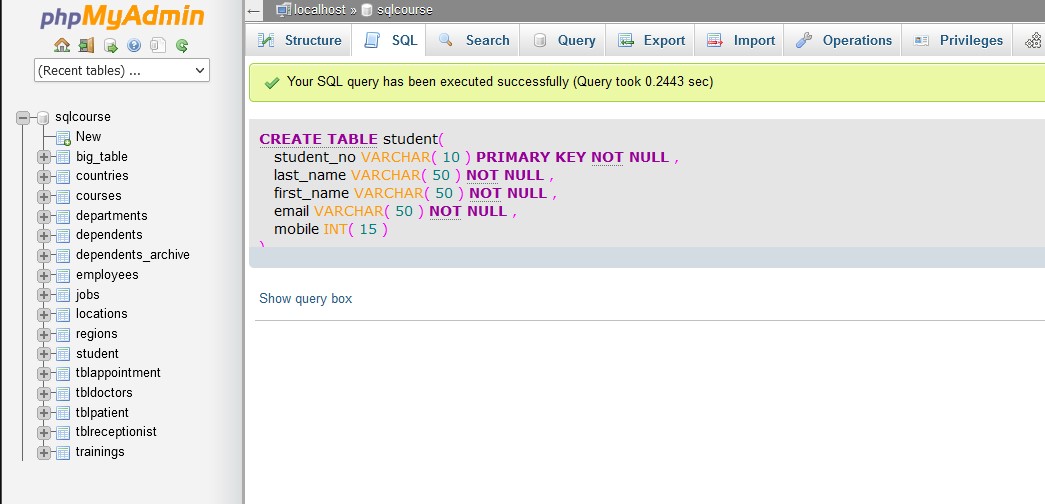 phpMyAdmin
(Recent tables) ...
sqlcourse
New
big_table
countries
courses
departments
dependents
dependents_archive
employees
jobs
locations
regions
student
tblappointment
tbldoctors
tblpatient
tblreceptionist
trainings
localhost » sqlcourse
Structure SQL Search Query Export Import Operations Privileges
Your SQL query has been executed successfully (Query took 0.2443 sec)
CREATE TABLE student(
student_no VARCHAR( 10 ) PRIMARY KEY NOT NULL ,
last_name VARCHAR( 50 ) NOT NULL ,
first_name VARCHAR( 50 ) NOT NULL ,
email VARCHAR( 50 ) NOT NULL ,
mobile INT( 15 )
)
Show query box